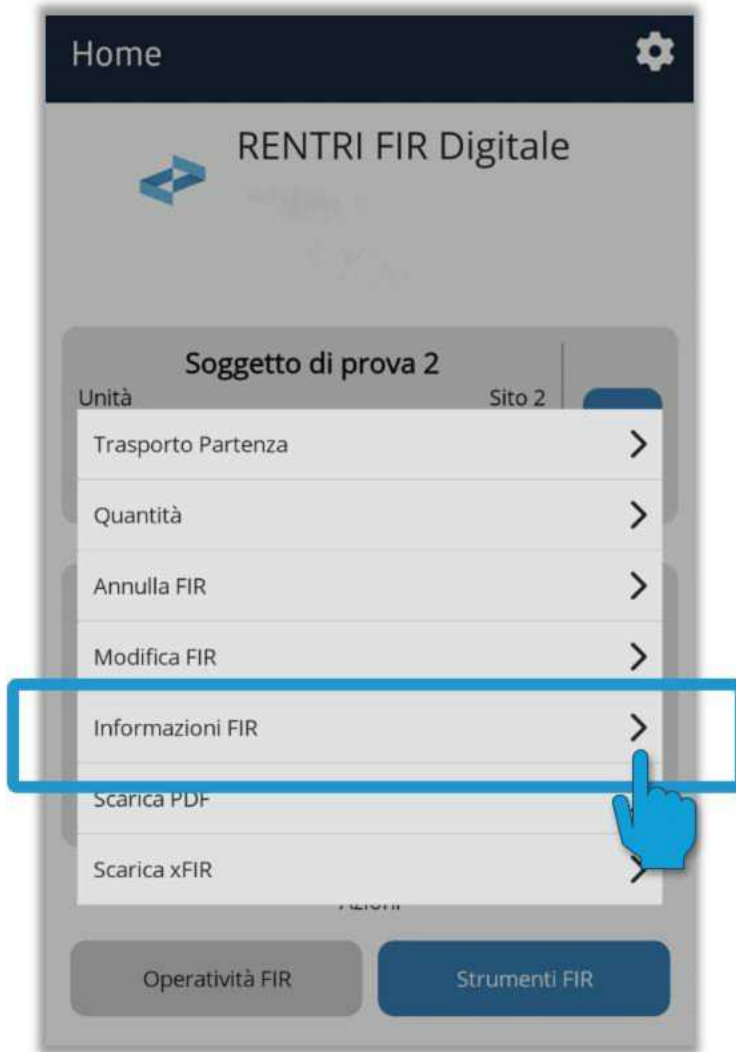 Home
RENTRI FIR Digitale
Soggetto di prova 2
Unità Sito 2
Trasporto Partenza
Quantità
Annulla FIR
Modifica FIR
Informazioni FIR
Scarica PDF
Scarica xFIR
Azioni
Operatività FIR
Strumenti FIR